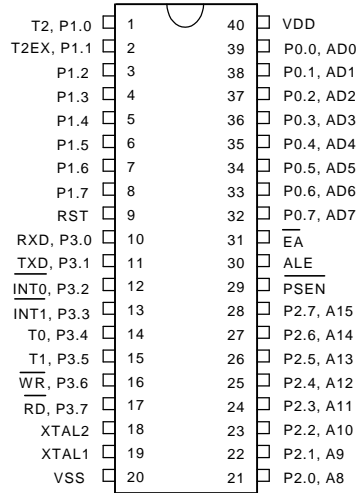 T2, P1.0 1 40 VDD
T2EX, P1.1 2 39 P0.0, AD0
P1.2 3 38 P0.1, AD1
P1.3 4 37 P0.2, AD2
P1.4 5 36 P0.3, AD3
P1.5 6 35 P0.4, AD4
P1.6 7 34 P0.5, AD5
P1.7 8 33 P0.6, AD6
RST 9 32 P0.7, AD7
RXD, P3.0 10 31 E̅A̅
TXD, P3.1 11 30 ALE
I̅N̅T̅0̅, P3.2 12 29 P̅S̅E̅N̅
I̅N̅T̅1̅, P3.3 13 28 P2.7, A15
T0, P3.4 14 27 P2.6, A14
T1, P3.5 15 26 P2.5, A13
W̅R̅, P3.6 16 25 P2.4, A12
R̅D̅, P3.7 17 24 P2.3, A11
XTAL2 18 23 P2.2, A10
XTAL1 19 22 P2.1, A9
VSS 20 21 P2.0, A8